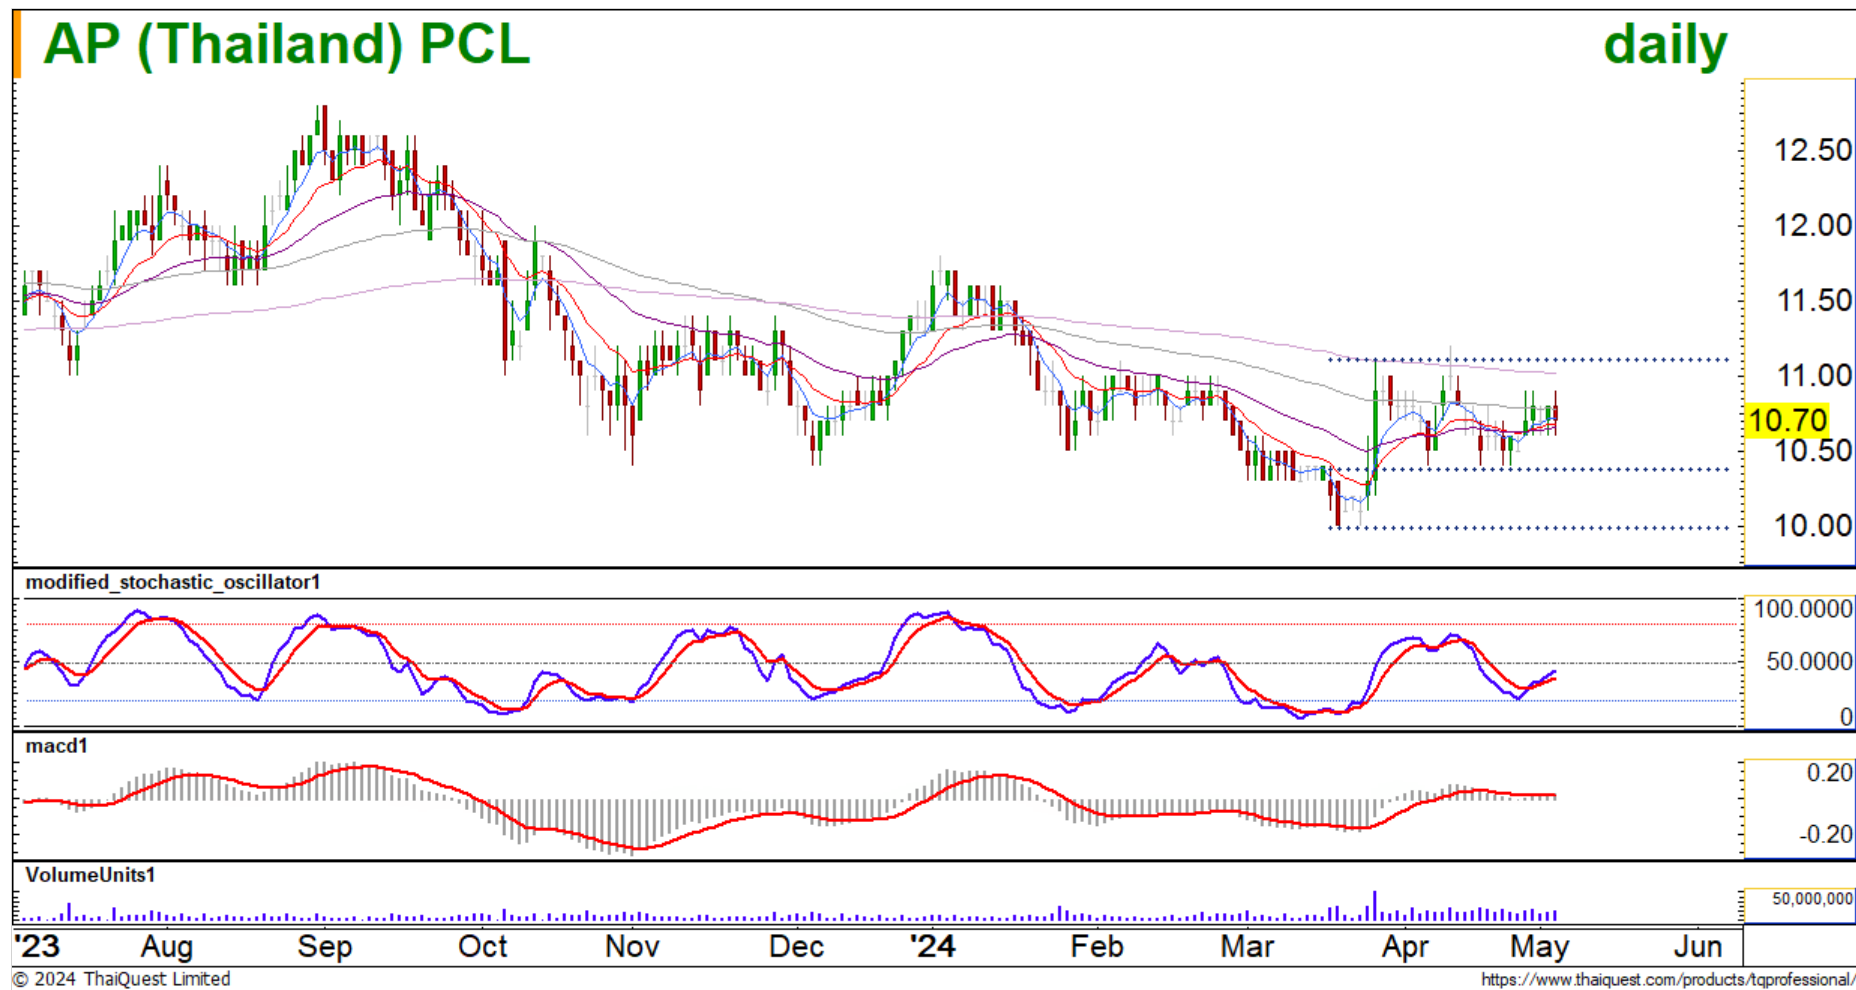 AP (Thailand) PCL daily
12.50
12.00
11.50
11.00
10.70
10.50
10.00
modified_stochastic_oscillator1
100.0000
50.0000
0
macd1
0.20
-0.20
VolumeUnits1
50,000,000
'23 Aug Sep Oct Nov Dec '24 Feb Mar Apr May Jun
© 2024 ThaiQuest Limited https://www.thaiquest.com/products/tqprofessional/